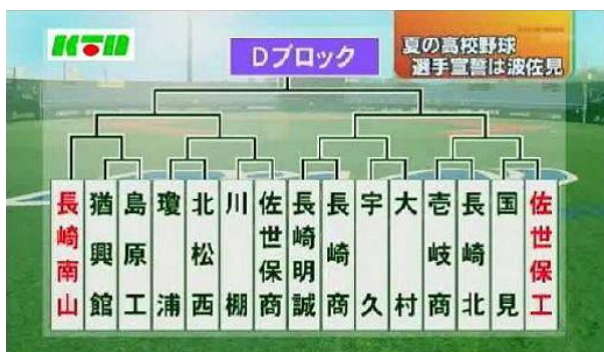 KTN
Dブロック
夏の高校野球
選手宣誓は波佐見
長崎南山
猶興館
島原工
瓊浦
北松西
川棚
佐世保商
長崎明誠
長崎商
宇久
大村
壱岐商
長崎北
国見
佐世保工